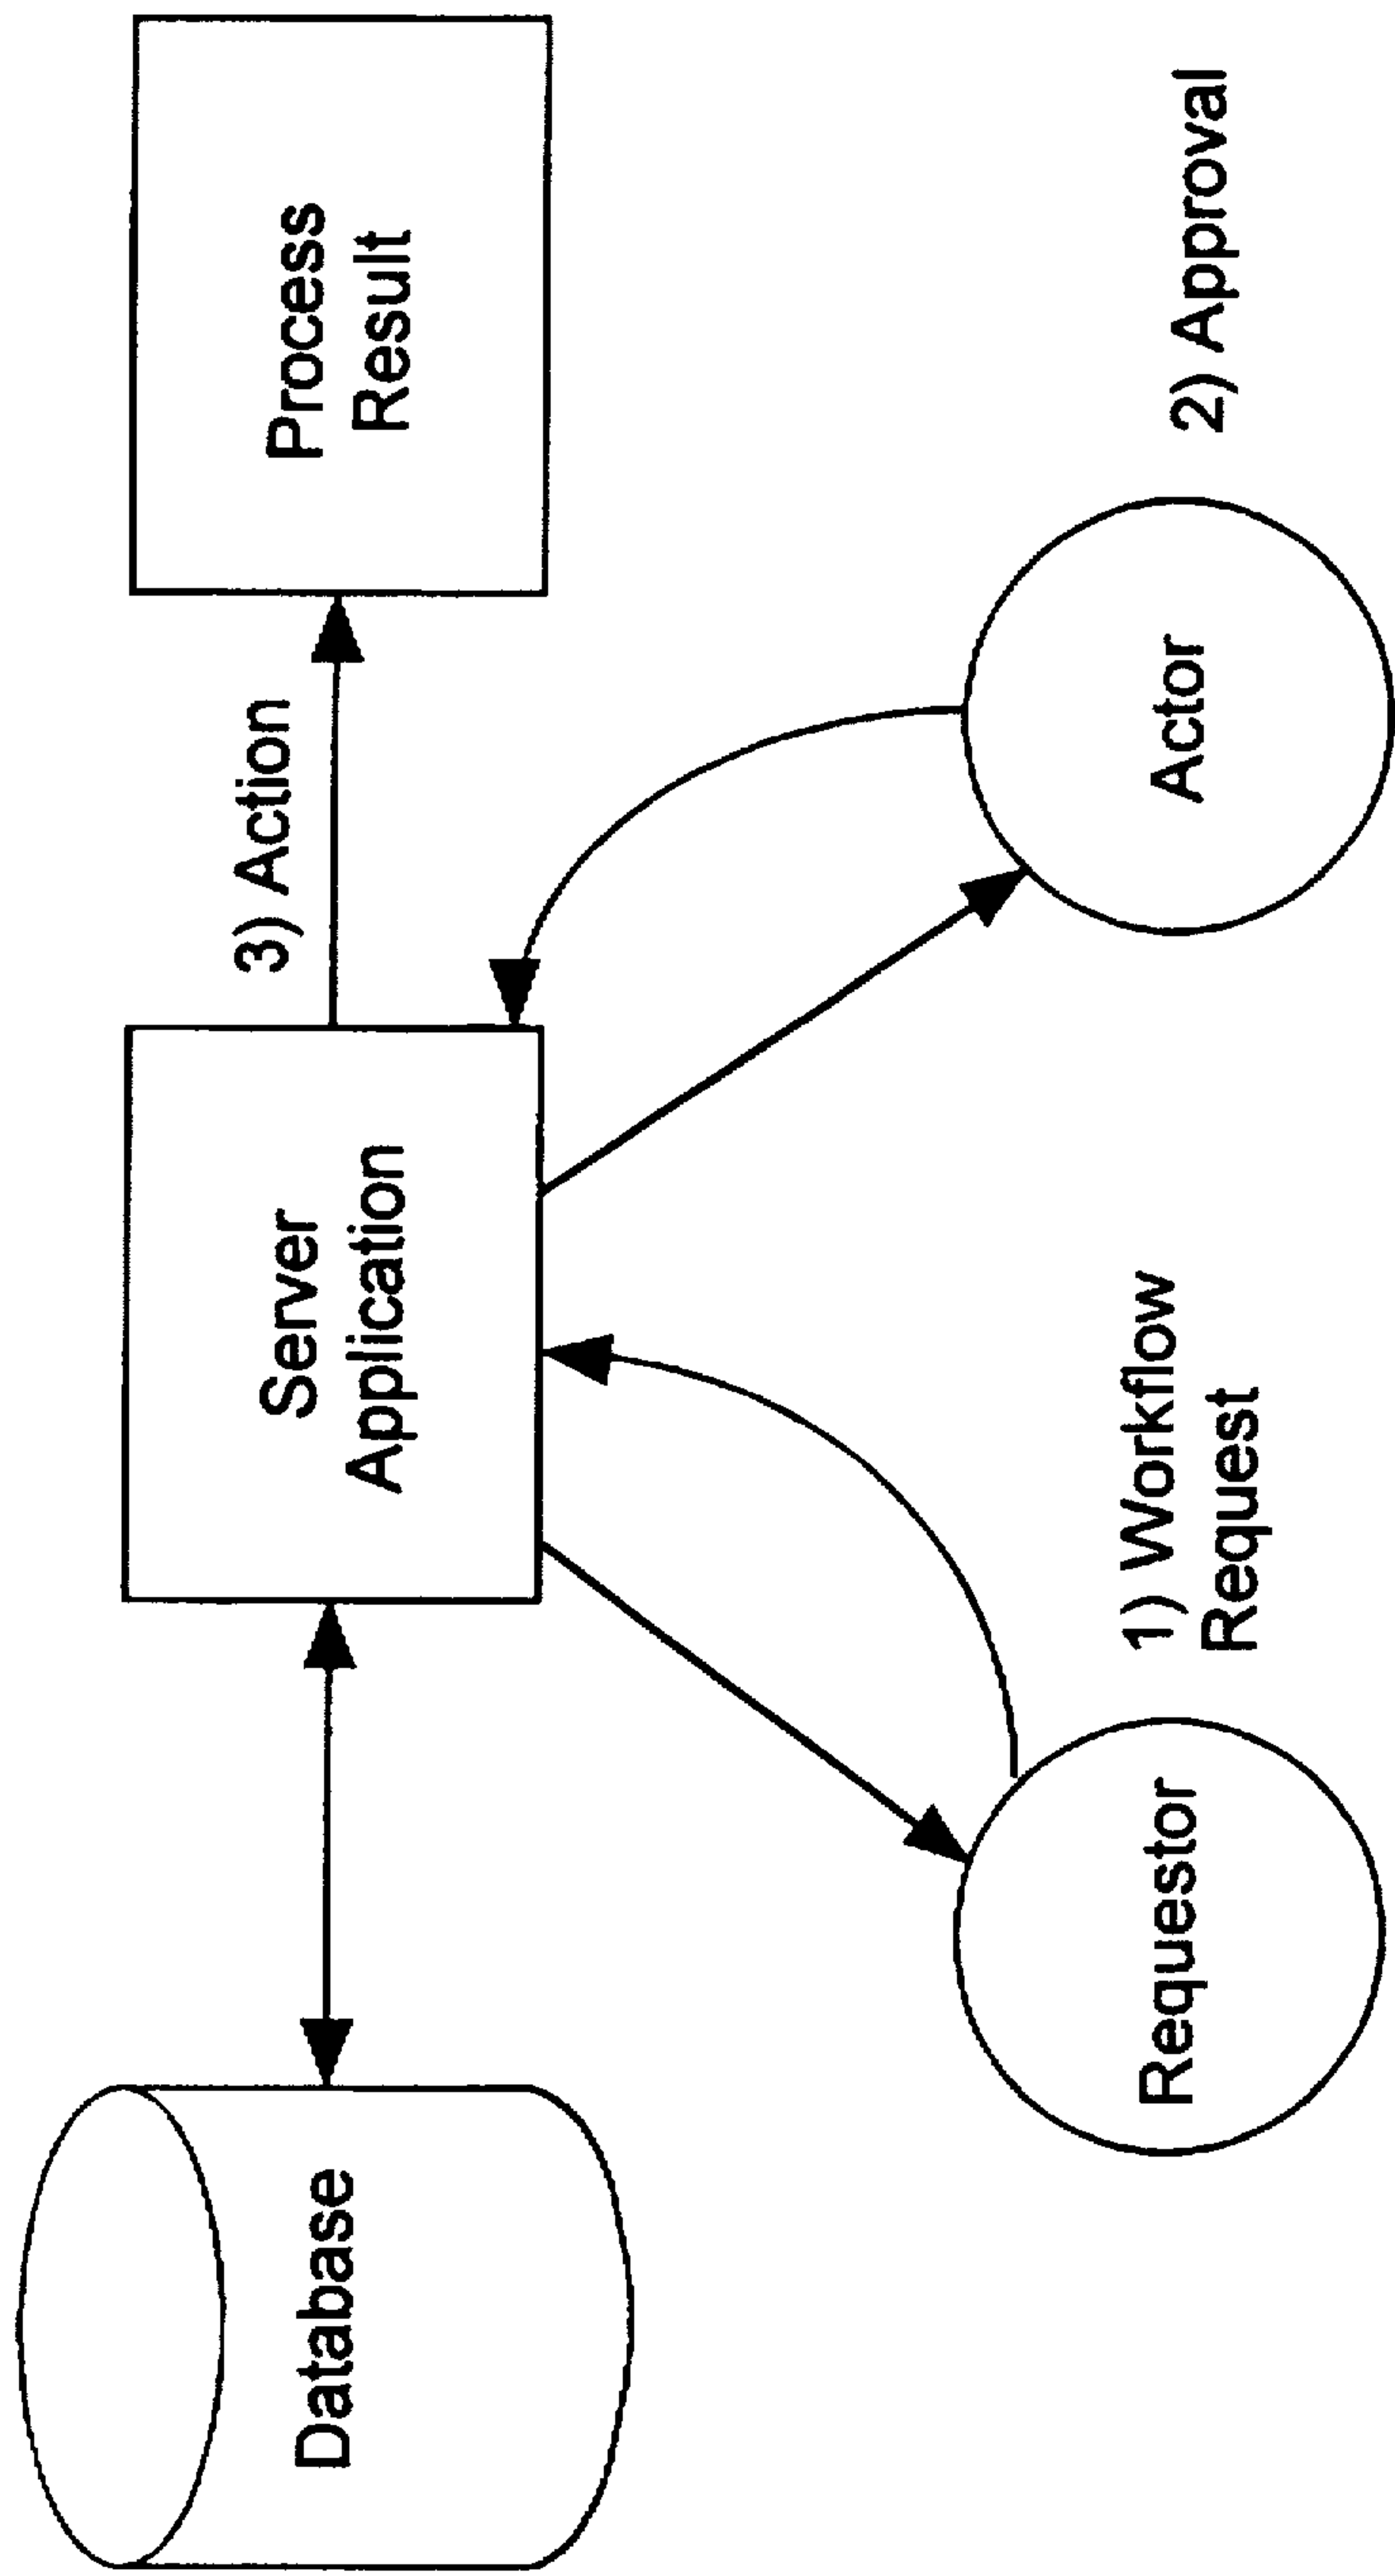 Database
Server
Application
3) Action
Process
Result
Requestor
1) Workflow
Request
Actor
2) Approval